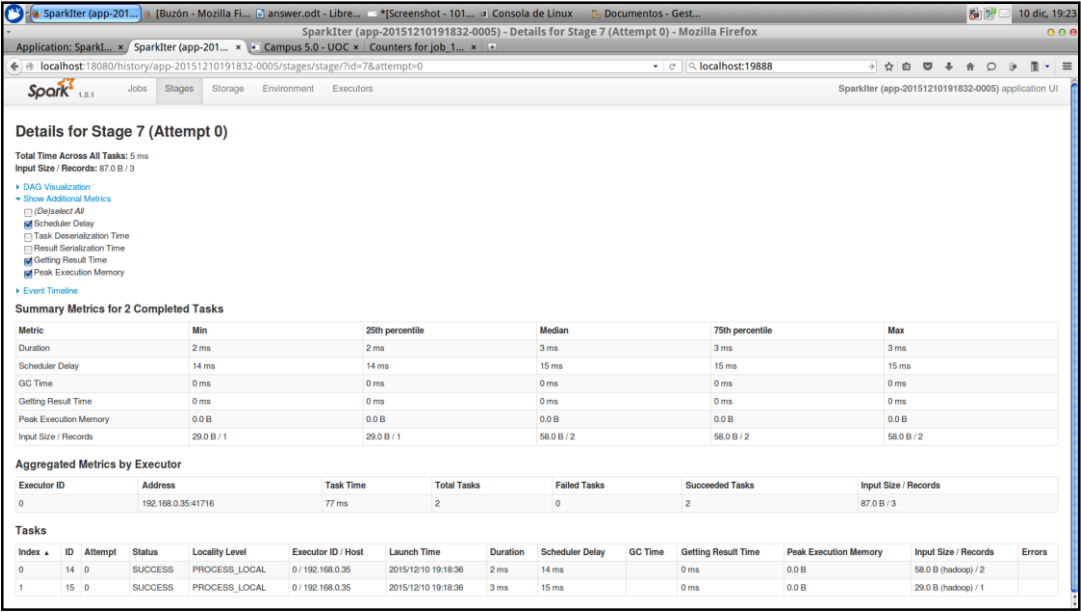 SparkIter (app-201... [Buzón - Mozilla Fi... answer.odt - Libre... *[Screenshot - 101... Consola de Linux Documentos - Gest... 10 dic, 19:23
SparkIter (app-20151210191832-0005) - Details for Stage 7 (Attempt 0) - Mozilla Firefox
Application: SparkI... × SparkIter (app-201... × Campus 5.0 - UOC × Counters for job_1... ×
localhost:18080/history/app-20151210191832-0005/stages/stage/?id=7&attempt=0 localhost:19888
Spark 1.5.1 Jobs Stages Storage Environment Executors SparkIter (app-20151210191832-0005) application UI
Details for Stage 7 (Attempt 0)
Total Time Across All Tasks: 5 ms
Input Size / Records: 87.0 B / 3
DAG Visualization
Show Additional Metrics
(De)select All
Scheduler Delay
Task Deserialization Time
Result Serialization Time
Getting Result Time
Peak Execution Memory
Event Timeline
Summary Metrics for 2 Completed Tasks
Metric Min 25th percentile Median 75th percentile Max
Duration 2 ms 2 ms 3 ms 3 ms 3 ms
Scheduler Delay 14 ms 14 ms 15 ms 15 ms 15 ms
GC Time 0 ms 0 ms 0 ms 0 ms 0 ms
Getting Result Time 0 ms 0 ms 0 ms 0 ms 0 ms
Peak Execution Memory 0.0 B 0.0 B 0.0 B 0.0 B 0.0 B
Input Size / Records 29.0 B / 1 29.0 B / 1 58.0 B / 2 58.0 B / 2 58.0 B / 2
Aggregated Metrics by Executor
Executor ID Address Task Time Total Tasks Failed Tasks Succeeded Tasks Input Size / Records
0 192.168.0.35:41716 77 ms 2 0 2 87.0 B / 3
Tasks
Index ▴ ID Attempt Status Locality Level Executor ID / Host Launch Time Duration Scheduler Delay GC Time Getting Result Time Peak Execution Memory Input Size / Records Errors
0 14 0 SUCCESS PROCESS_LOCAL 0 / 192.168.0.35 2015/12/10 19:18:36 2 ms 14 ms 0 ms 0.0 B 58.0 B (hadoop) / 2
1 15 0 SUCCESS PROCESS_LOCAL 0 / 192.168.0.35 2015/12/10 19:18:36 3 ms 15 ms 0 ms 0.0 B 29.0 B (hadoop) / 1